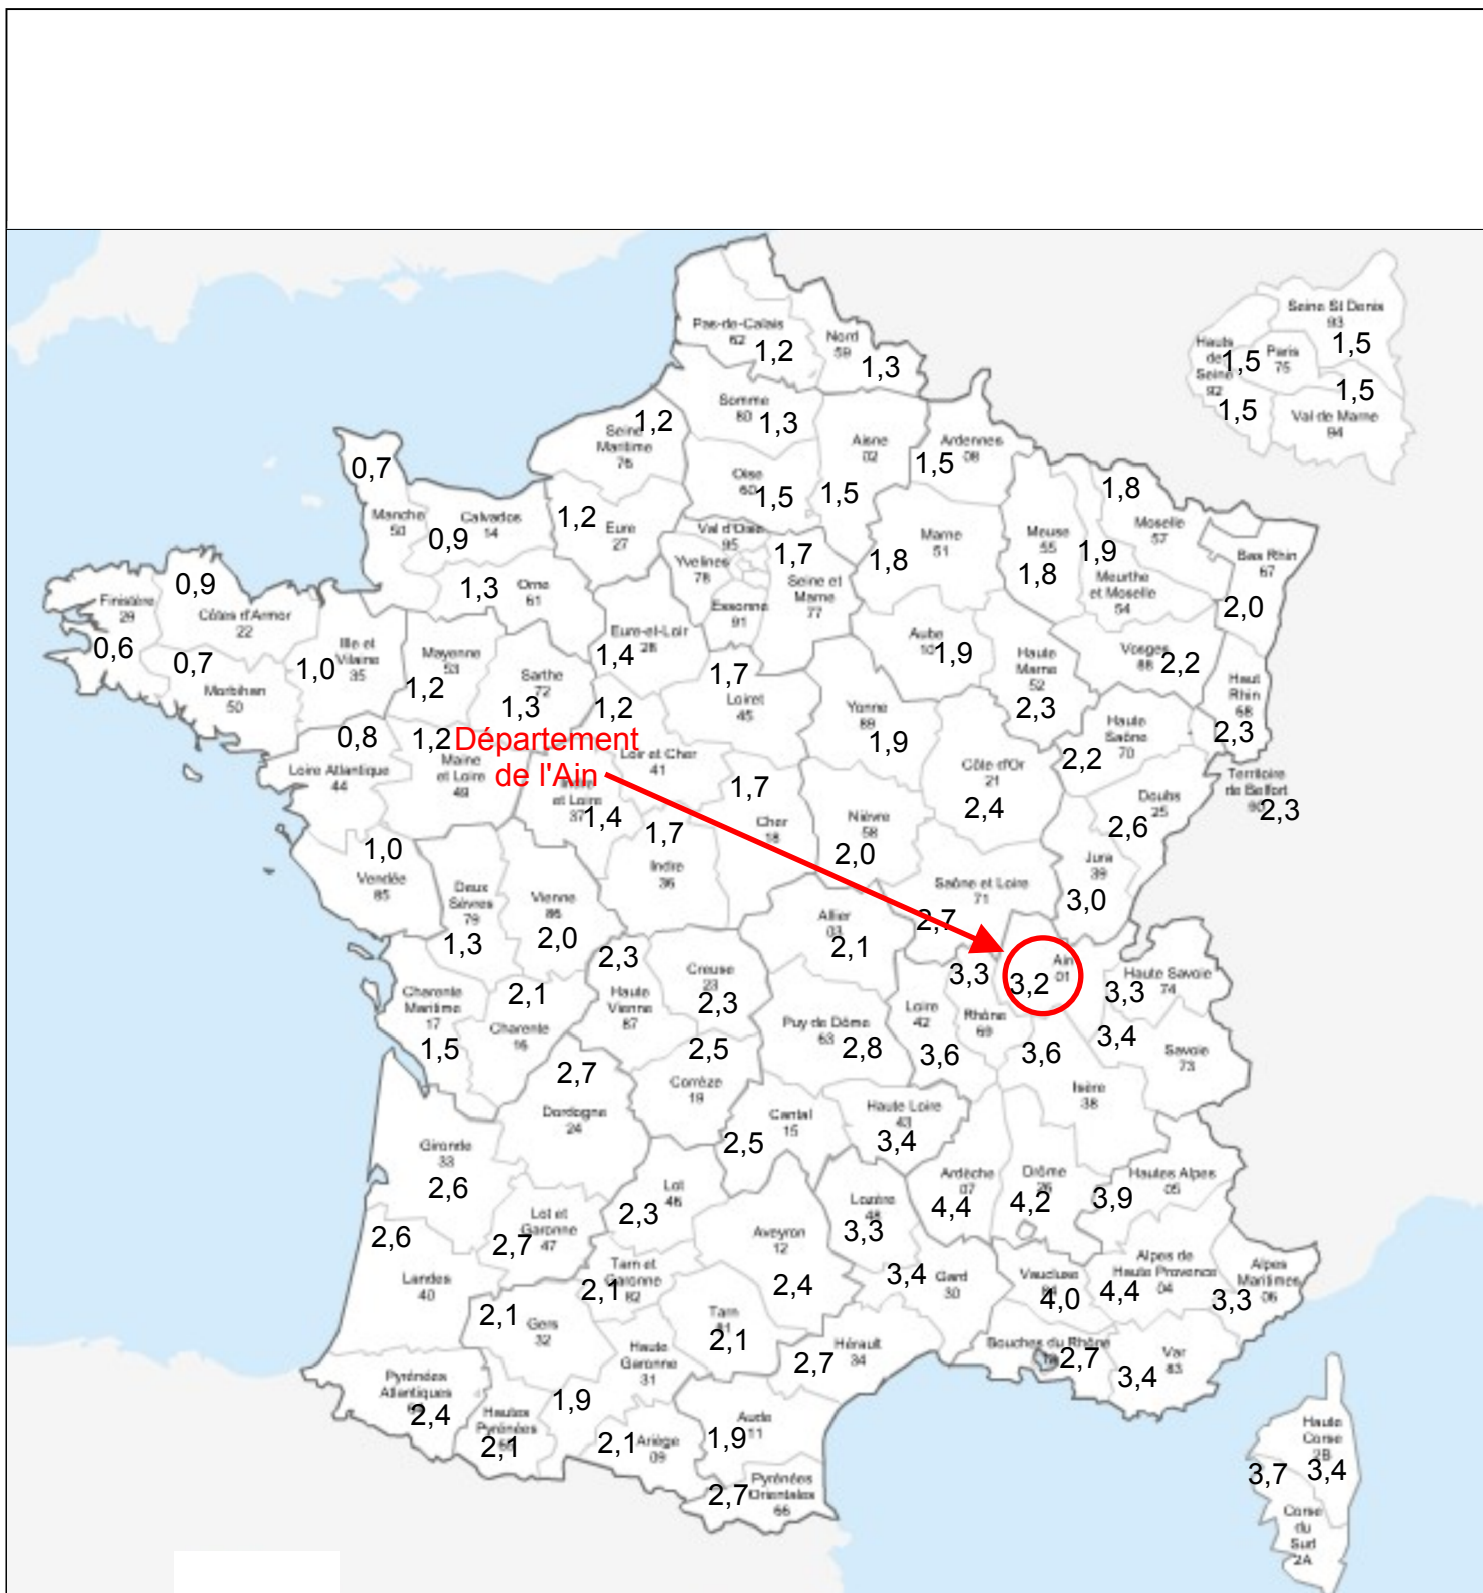 Pas-de-Calais
62
1,2
Nord
59
1,3
Seine St Denis
93
1,5
Hauts
de
Seine
92
1,5
Paris
75
1,5
1,5
Val de Marne
94
Somme
80
1,3
1,2
Seine
Maritime
76
Aisne
02
1,5
Ardennes
08
1,5
Oise
60
1,5
0,7
Manche
50
Calvados
14
0,9
1,2
Eure
27
Val d'Oise
95
Yvelines
78
Essonne
91
1,7
Seine et
Marne
77
Marne
51
1,8
Meuse
55
1,8
1,8
Moselle
57
1,9
Meurthe
et Moselle
54
Bas Rhin
67
2,0
Finistère
29
0,6
0,9
Côtes d'Armor
22
0,7
Morbihan
50
Ille et
Vilaine
35
1,0
Orne
61
1,3
Mayenne
53
1,2
Sarthe
72
1,3
Eure-et-Loir
28
1,4
1,7
Loiret
45
Aube
10
1,9
Haute
Marne
52
2,3
Vosges
88
2,2
Haut
Rhin
68
2,3
Yonne
89
1,9
0,8
Loire Atlantique
44
1,2
Maine
et Loire
49
1,2
Loir et Cher
41
Département
de l'Ain
Indre
et Loire
37
1,4
1,7
Cher
18
1,7
Indre
36
Nièvre
58
2,0
Côte d'Or
21
2,4
Haute
Saône
70
2,2
Territoire
de Belfort
90
2,3
Doubs
25
2,6
Jura
39
3,0
1,0
Vendée
85
Deux
Sèvres
79
1,3
Vienne
86
2,0
Allier
03
2,1
Saône et Loire
71
2,7
Ain
01
3,2
Haute Savoie
74
3,3
Charente
Maritime
17
1,5
2,1
Charente
16
2,3
Haute
Vienne
87
Creuse
23
2,3
Puy de Dôme
63
2,8
Loire
42
3,6
3,3
Rhône
69
3,4
Savoie
73
3,6
Isère
38
2,7
Dordogne
24
2,5
Corrèze
19
Cantal
15
2,5
Haute Loire
43
3,4
Gironde
33
2,6
Lot et
Garonne
47
2,7
Lot
46
2,3
Aveyron
12
2,4
Lozère
48
3,3
Ardèche
07
4,4
Drôme
26
4,2
Hautes Alpes
05
3,9
2,6
Landes
40
Tarn et
Garonne
82
2,1
2,1
Gers
32
Tarn
81
2,1
3,4
Gard
30
Vaucluse
84
4,0
Alpes de
Haute Provence
04
4,4
Alpes
Maritimes
06
3,3
Haute
Garonne
31
1,9
Hérault
34
2,7
Bouches du Rhône
2,7
Var
83
3,4
Pyrénées
Atlantiques
2,4
Hautes
Pyrénées
65
2,1
Ariège
09
2,1
Aude
11
1,9
Pyrénées
Orientales
66
2,7
Haute
Corse
2B
3,4
3,7
Corse
du
Sud
2A